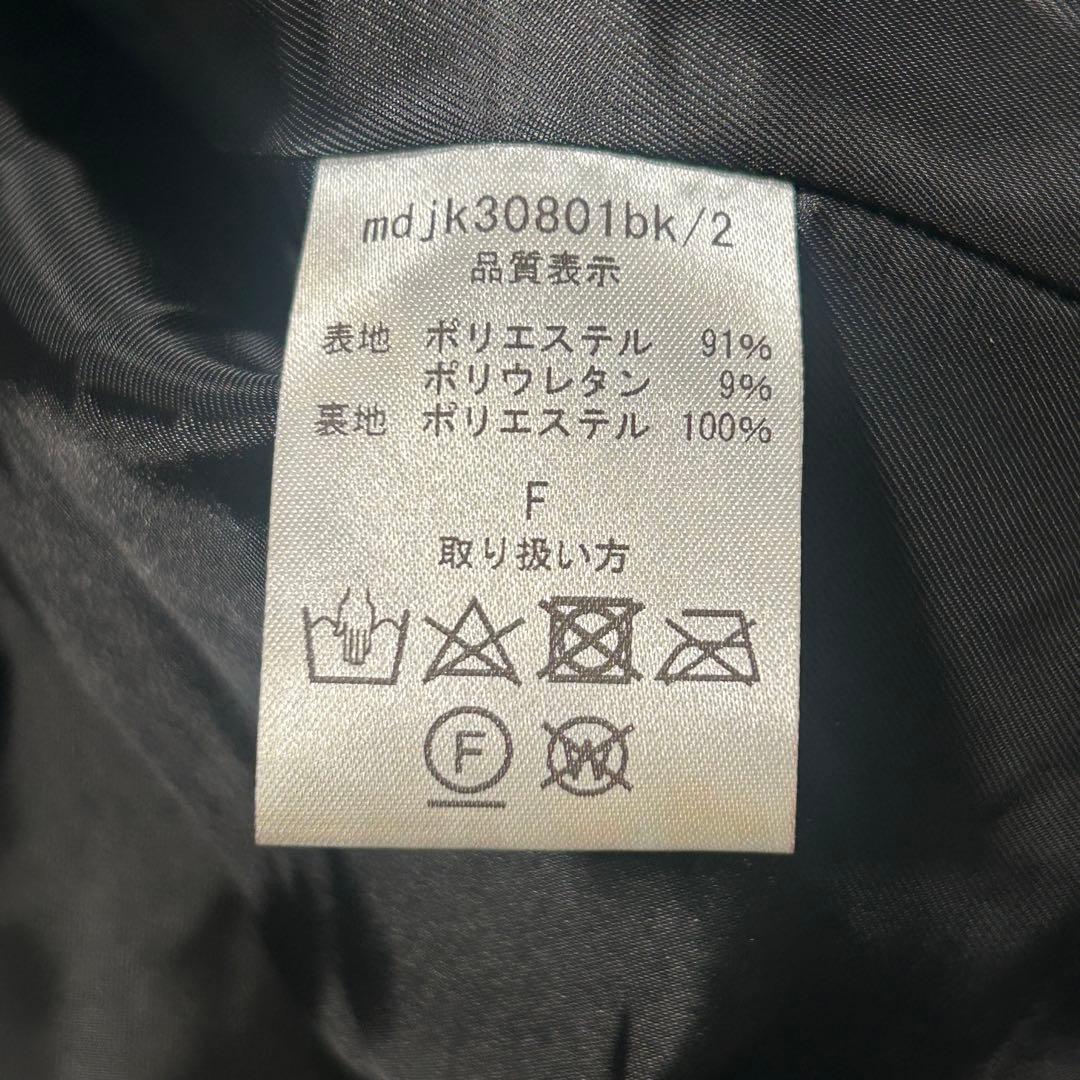 mdjk30801bk/2
品質表示
表地 ポリエステル 91%
ポリウレタン 9%
裏地 ポリエステル 100%
F
取り扱い方
F W